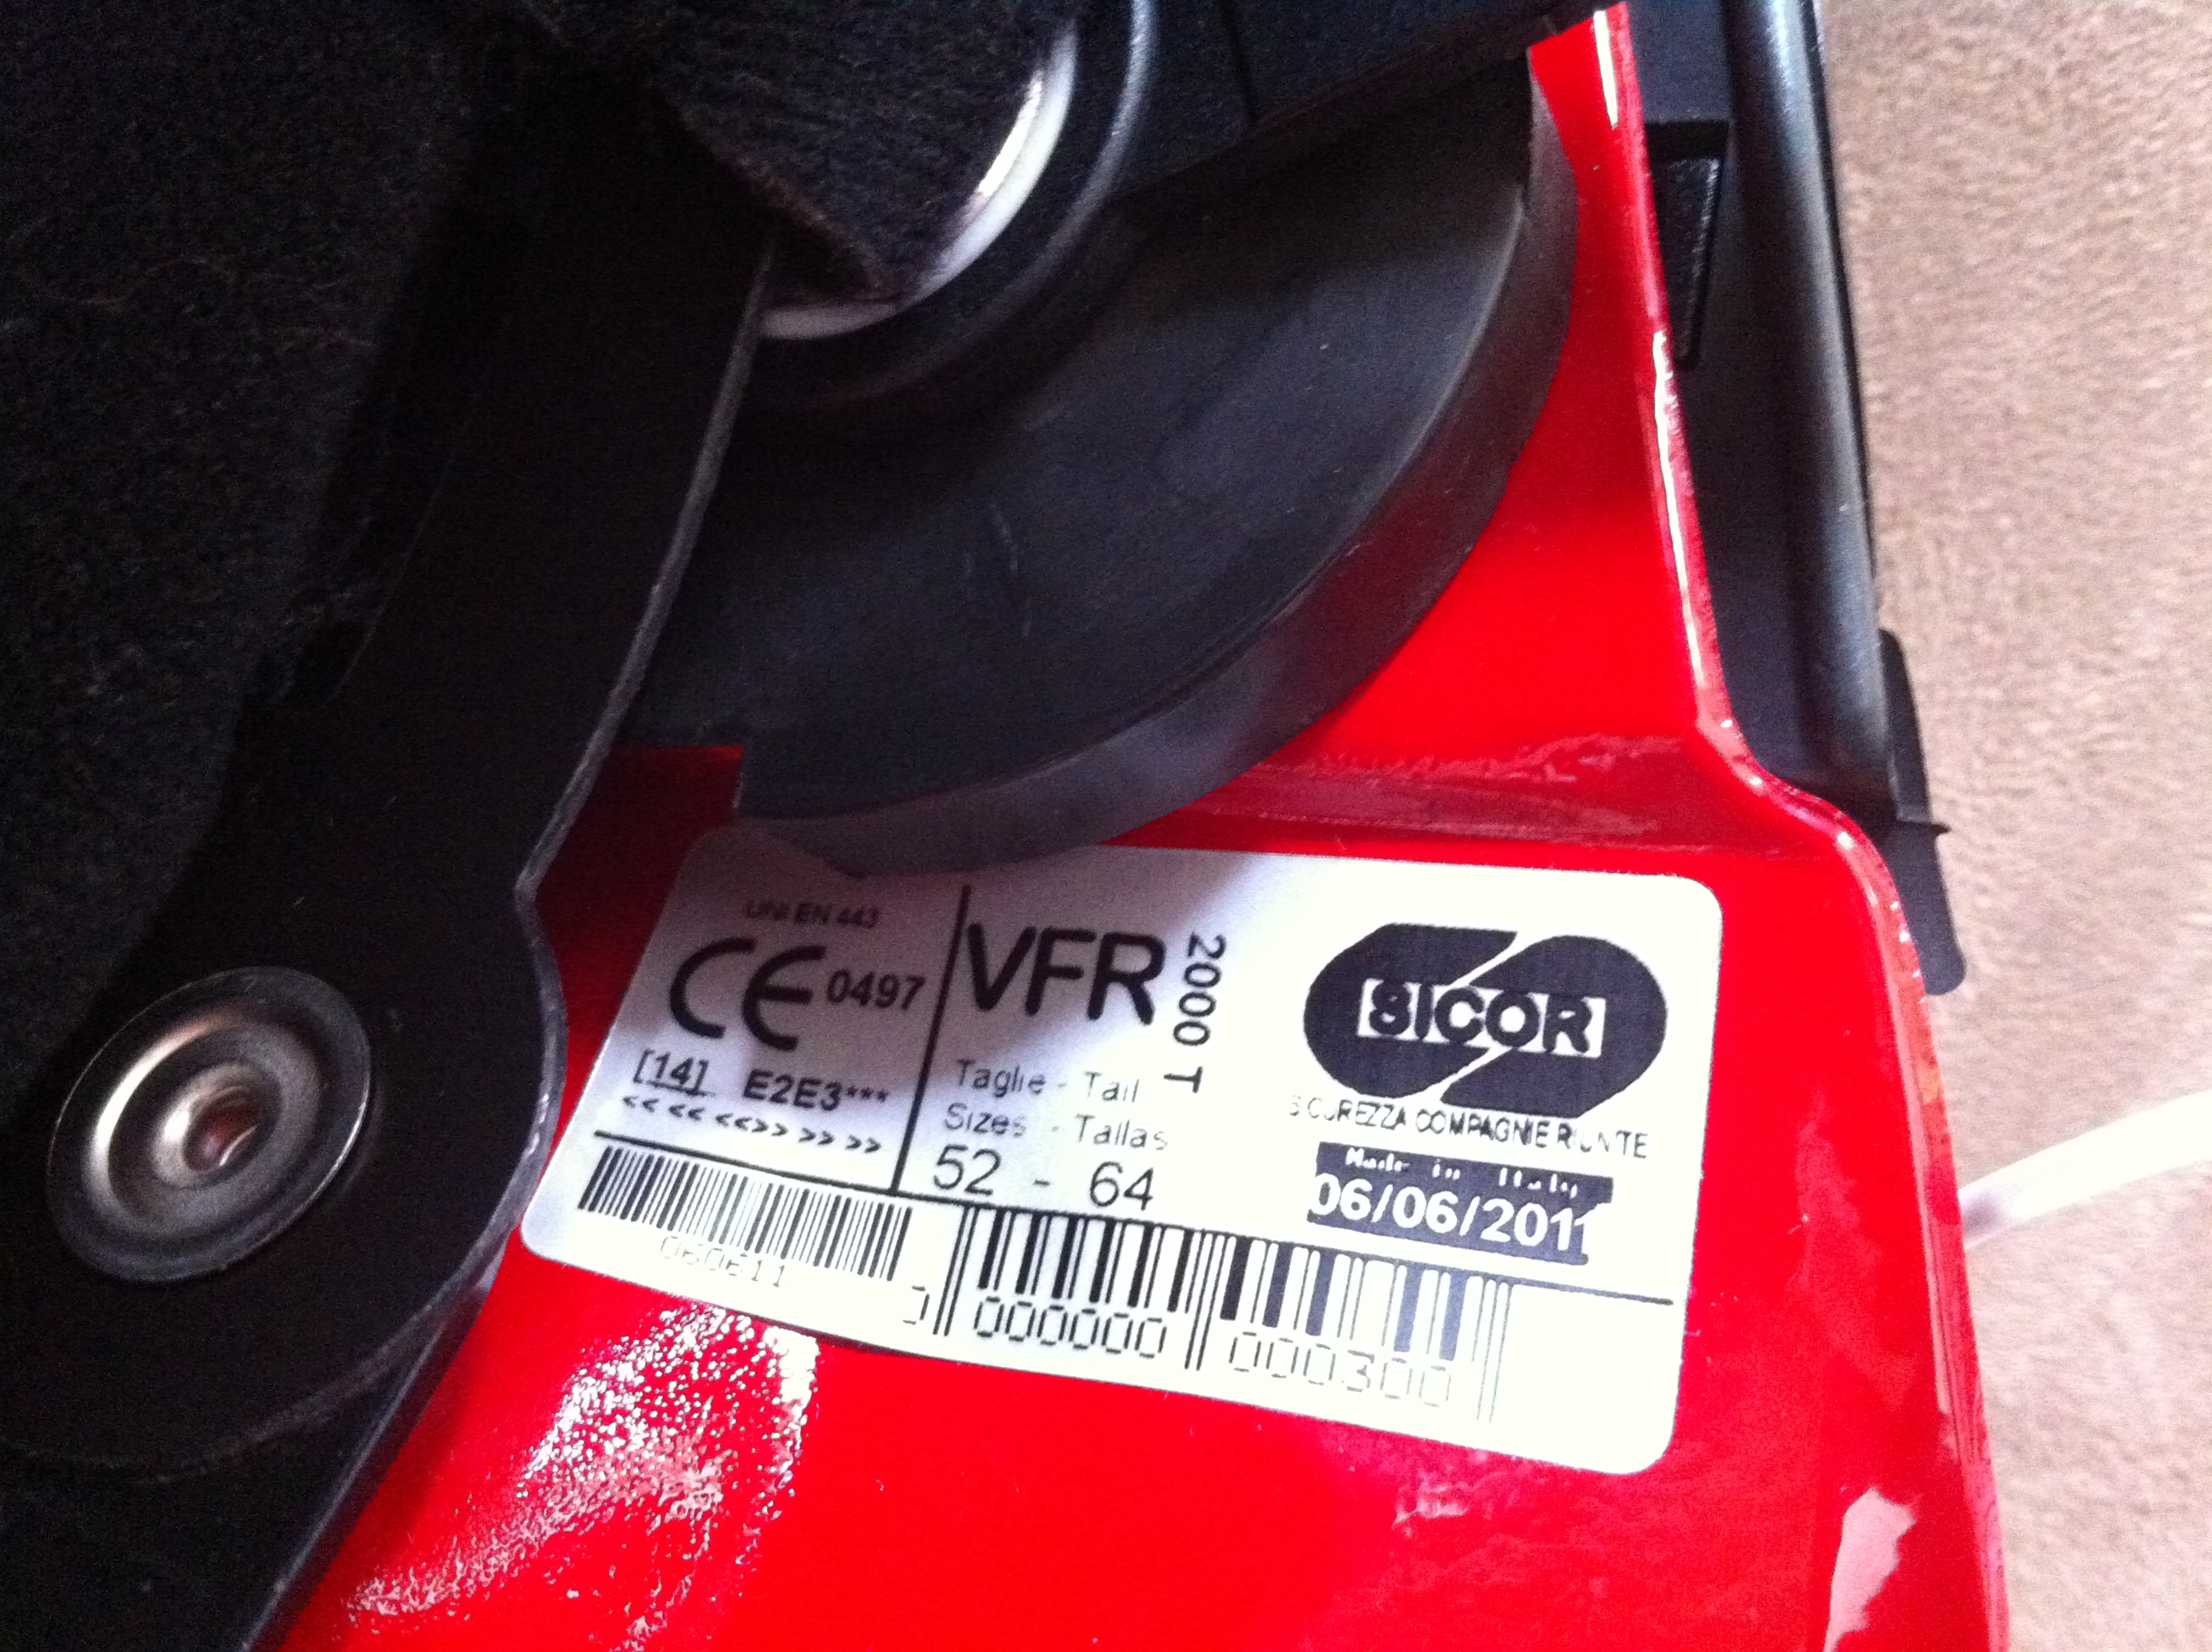 UNI EN 443
CE 0497
[14] E2E3***
<< << <<>> >> >>
VFR 2000 T
Taglie - Tail
Sizes - Tallas
52 - 64
SICOR
SICUREZZA COMPAGNIE RIUNITE
Made in Italy
06/06/2011
060611
000000 000300